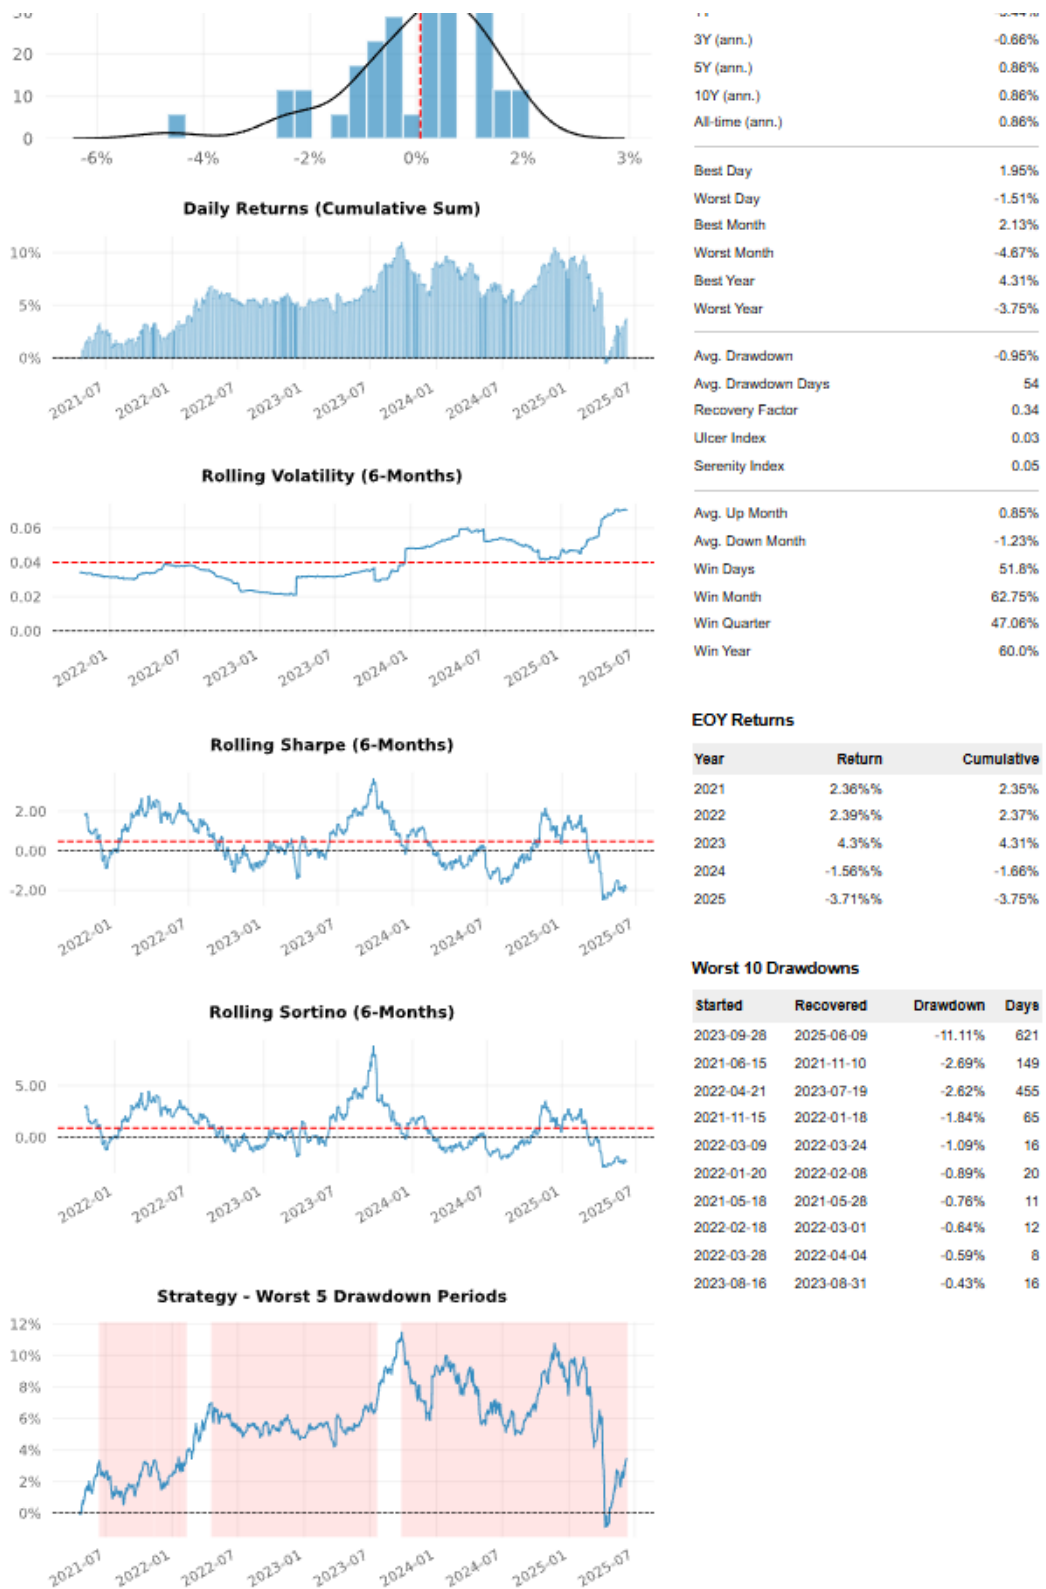 30
20
10
0
-6% -4% -2% 0% 2% 3%
Daily Returns (Cumulative Sum)
10%
5%
0%
2021-07 2022-01 2022-07 2023-01 2023-07 2024-01 2024-07 2025-01 2025-07
Rolling Volatility (6-Months)
0.06
0.04
0.02
0.00
2022-01 2022-07 2023-01 2023-07 2024-01 2024-07 2025-01 2025-07
Rolling Sharpe (6-Months)
2.00
0.00
-2.00
2022-01 2022-07 2023-01 2023-07 2024-01 2024-07 2025-01 2025-07
Rolling Sortino (6-Months)
5.00
0.00
2022-01 2022-07 2023-01 2023-07 2024-01 2024-07 2025-01 2025-07
Strategy - Worst 5 Drawdown Periods
12%
10%
8%
6%
4%
2%
0%
2021-07 2022-01 2022-07 2023-01 2023-07 2024-01 2024-07 2025-01 2025-07
3Y (ann.) -0.66%
5Y (ann.) 0.86%
10Y (ann.) 0.86%
All-time (ann.) 0.86%
Best Day 1.95%
Worst Day -1.51%
Best Month 2.13%
Worst Month -4.67%
Best Year 4.31%
Worst Year -3.75%
Avg. Drawdown -0.95%
Avg. Drawdown Days 54
Recovery Factor 0.34
Ulcer Index 0.03
Serenity Index 0.05
Avg. Up Month 0.85%
Avg. Down Month -1.23%
Win Days 51.8%
Win Month 62.75%
Win Quarter 47.06%
Win Year 60.0%
EOY Returns
Year Return Cumulative
2021 2.36%% 2.35%
2022 2.39%% 2.37%
2023 4.3%% 4.31%
2024 -1.56%% -1.66%
2025 -3.71%% -3.75%
Worst 10 Drawdowns
Started Recovered Drawdown Days
2023-09-28 2025-06-09 -11.11% 621
2021-06-15 2021-11-10 -2.69% 149
2022-04-21 2023-07-19 -2.62% 455
2021-11-15 2022-01-18 -1.84% 65
2022-03-09 2022-03-24 -1.09% 16
2022-01-20 2022-02-08 -0.89% 20
2021-05-18 2021-05-28 -0.76% 11
2022-02-18 2022-03-01 -0.64% 12
2022-03-28 2022-04-04 -0.59% 8
2023-08-16 2023-08-31 -0.43% 16